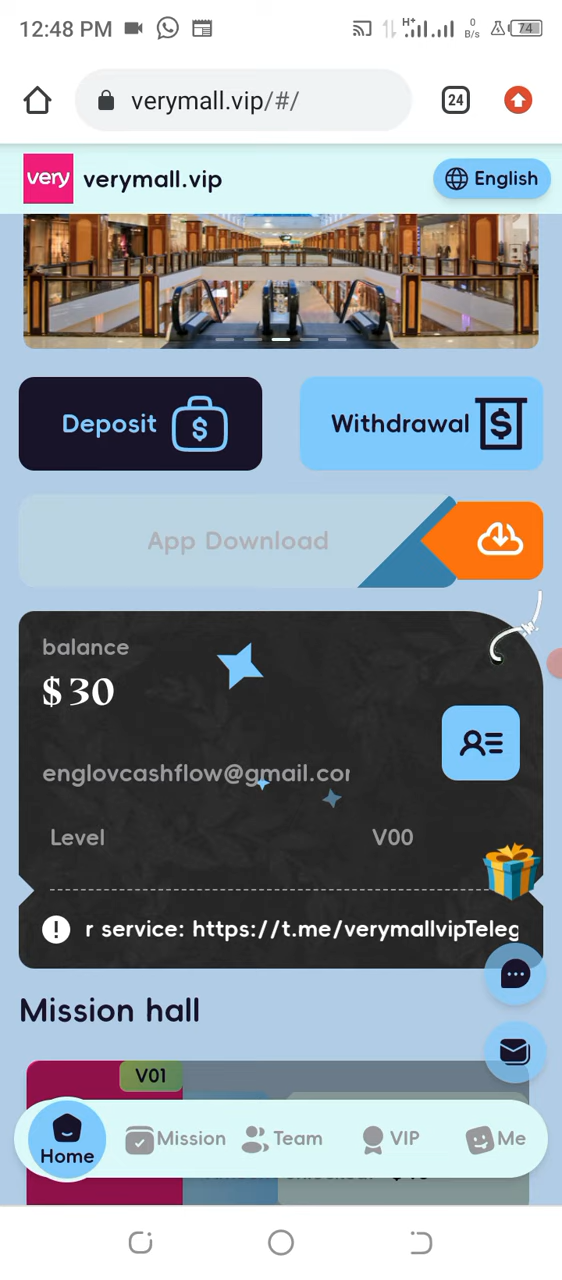 12:48 PM
H+
0
B/s
74
verymall.vip/#/
24
very
verymall.vip
English
Deposit
Withdrawal
App Download
balance
$ 30
englovcashflow@gmail.cor
Level
V00
r service: https://t.me/verymallvipTeleg
Mission hall
V01
Home
Mission
Team
VIP
Me